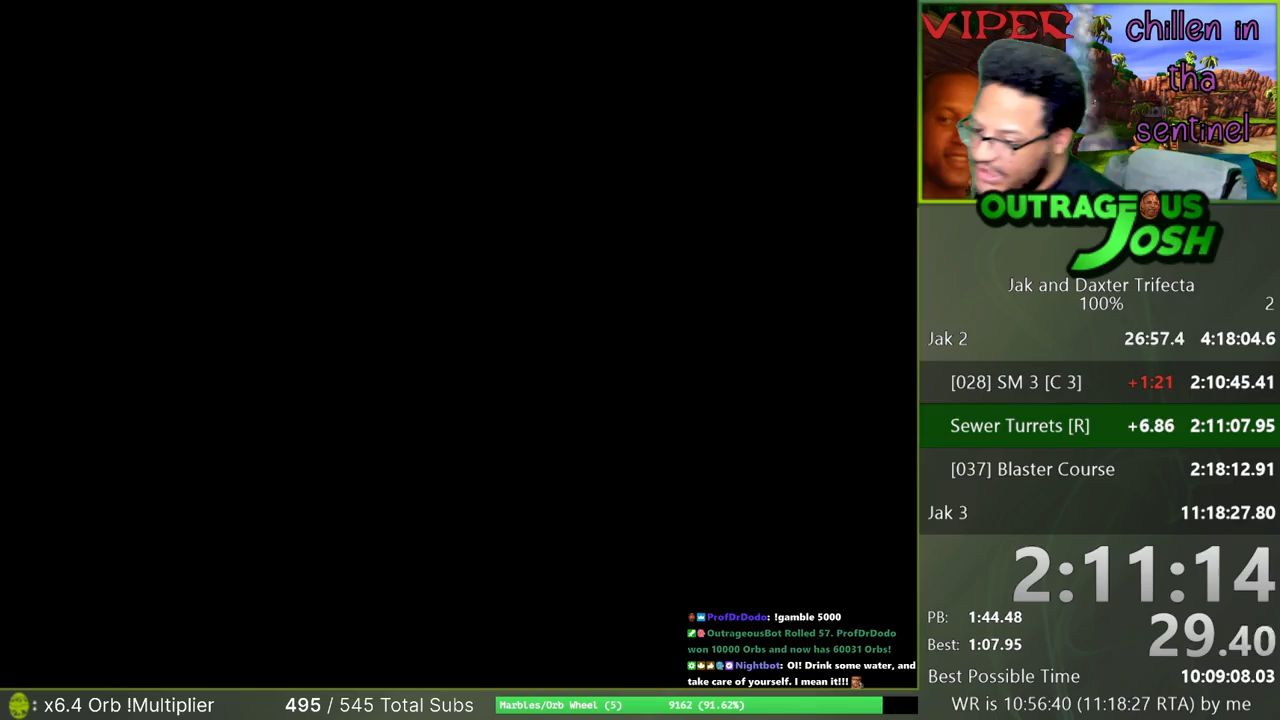 VIPER
chillen in
tha
sentinel
OUTRAGEOUS
JOSH
Jak and Daxter Trifecta
100% 2
Jak 2 26:57.4 4:18:04.6
[028] SM 3 [C 3] +1:21 2:10:45.41
Sewer Turrets [R] +6.86 2:11:07.95
[037] Blaster Course 2:18:12.91
Jak 3 11:18:27.80
2:11:14
PB: 1:44.48
29.40
Best: 1:07.95
Best Possible Time 10:09:08.03
WR is 10:56:40 (11:18:27 RTA) by me
ProfDrDodo: !gamble 5000
OutrageousBot Rolled 57. ProfDrDodo
won 10000 Orbs and now has 60031 Orbs!
Nightbot: OI! Drink some water, and
take care of yourself. I mean it!!!
: x6.4 Orb !Multiplier
495 / 545 Total Subs
Marbles/Orb Wheel (5) 9162 (91.62%)